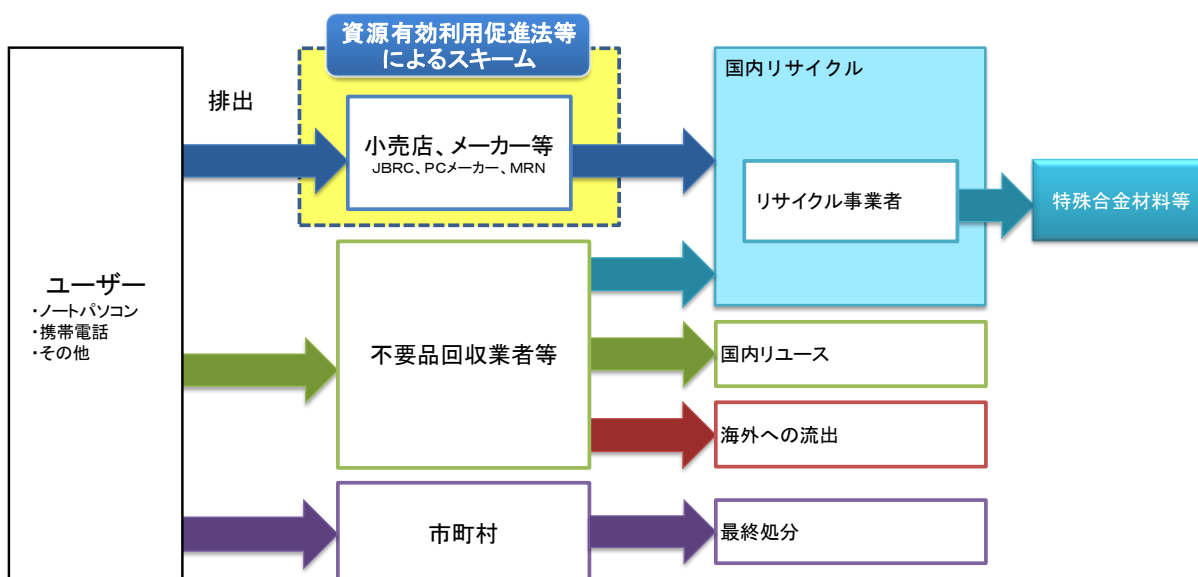 資源有効利用促進法等
によるスキーム
排出
小売店、メーカー等
JBRC、PCメーカー、MRN
国内リサイクル
リサイクル事業者
特殊合金材料等
ユーザー
・ノートパソコン
・携帯電話
・その他
不要品回収業者等
国内リユース
海外への流出
市町村
最終処分